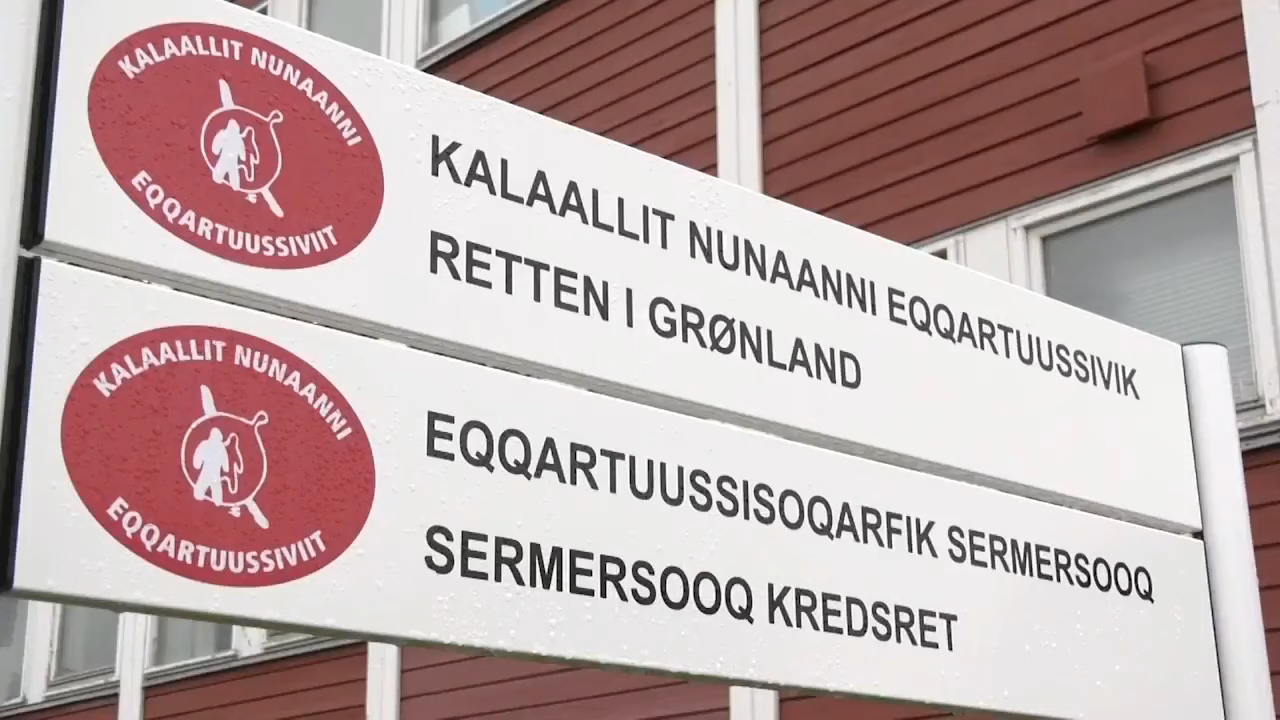 KALAALLIT NUNAANNI
EQQARTUUSSIVIIT
KALAALLIT NUNAANNI EQQARTUUSSIVIK
RETTEN I GRØNLAND
KALAALLIT NUNAANNI
EQQARTUUSSIVIIT
EQQARTUUSSISOQARFIK SERMERSOOQ
SERMERSOOQ KREDSRET